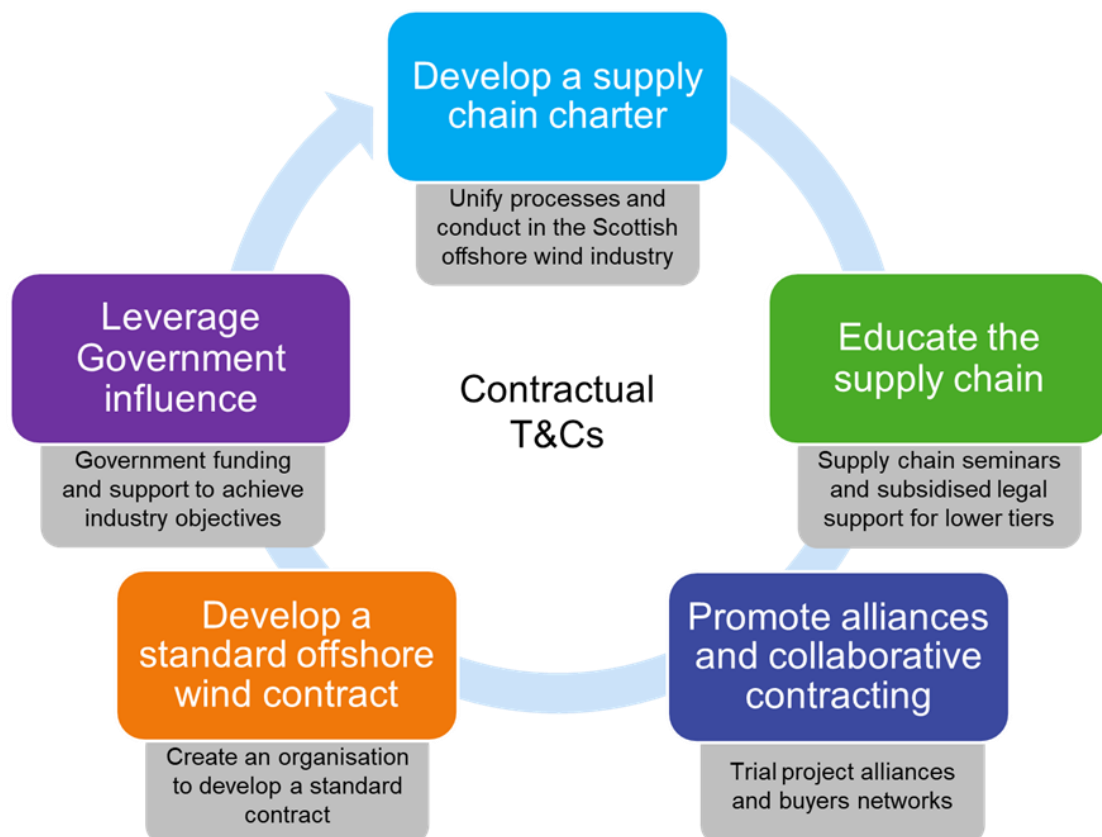 Develop a supply
chain charter
Unify processes and
conduct in the Scottish
offshore wind industry
Educate the
supply chain
Supply chain seminars
and subsidised legal
support for lower tiers
Promote alliances
and collaborative
contracting
Trial project alliances
and buyers networks
Develop a
standard offshore
wind contract
Create an organisation
to develop a standard
contract
Leverage
Government
influence
Government funding
and support to achieve
industry objectives
Contractual
T&Cs